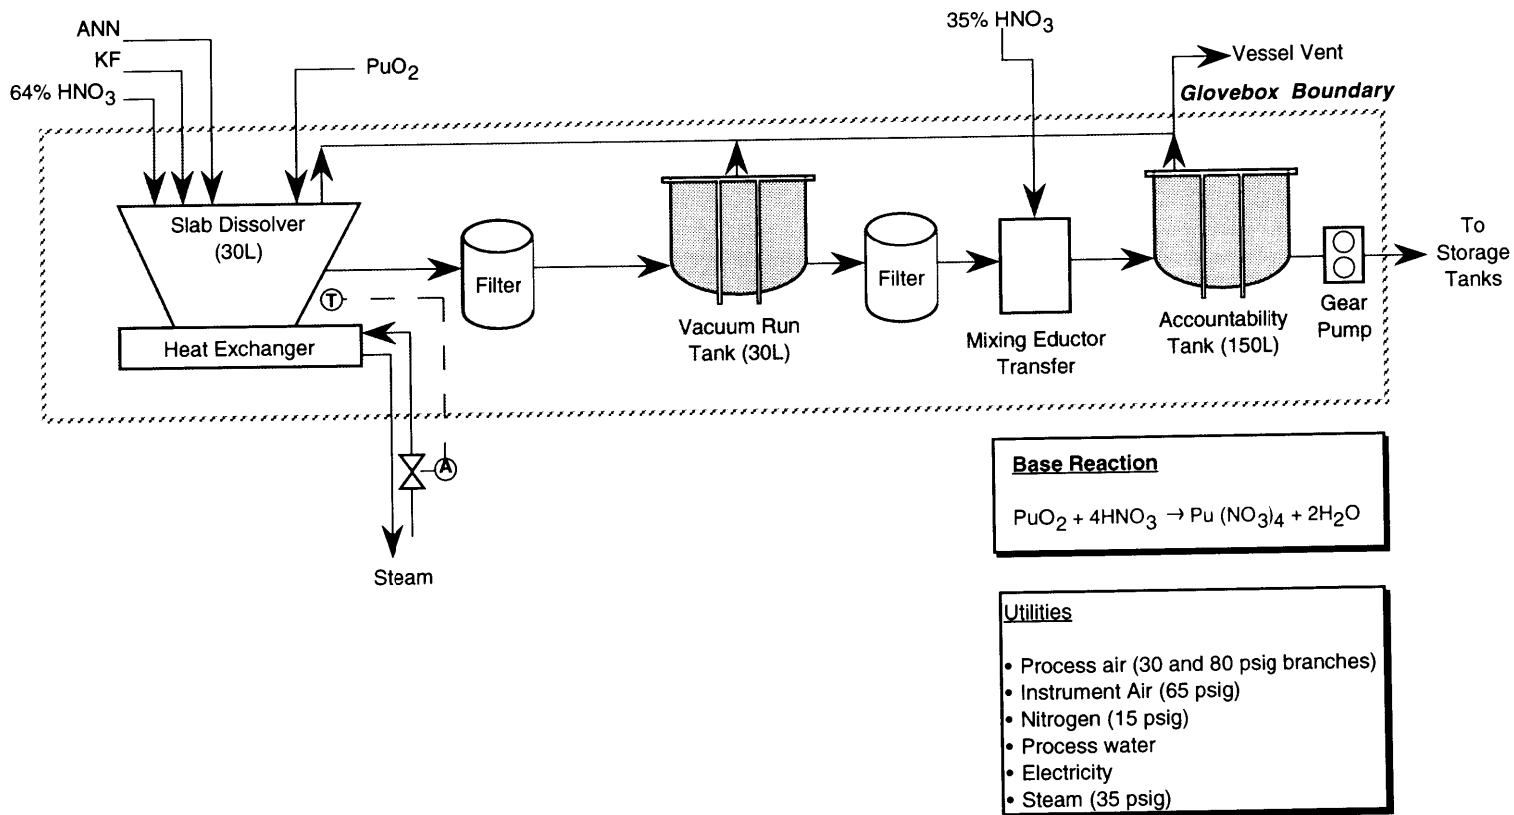 ANN
KF
64% HNO3
PuO2
35% HNO3
Vessel Vent
Glovebox Boundary
Slab Dissolver
(30L)
T
Heat Exchanger
Filter
Vacuum Run
Tank (30L)
Filter
Mixing Eductor
Transfer
Accountability
Tank (150L)
Gear
Pump
To
Storage
Tanks
A
Steam
Base Reaction
PuO2 + 4HNO3 → Pu (NO3)4 + 2H2O
Utilities
• Process air (30 and 80 psig branches)
• Instrument Air (65 psig)
• Nitrogen (15 psig)
• Process water
• Electricity
• Steam (35 psig)